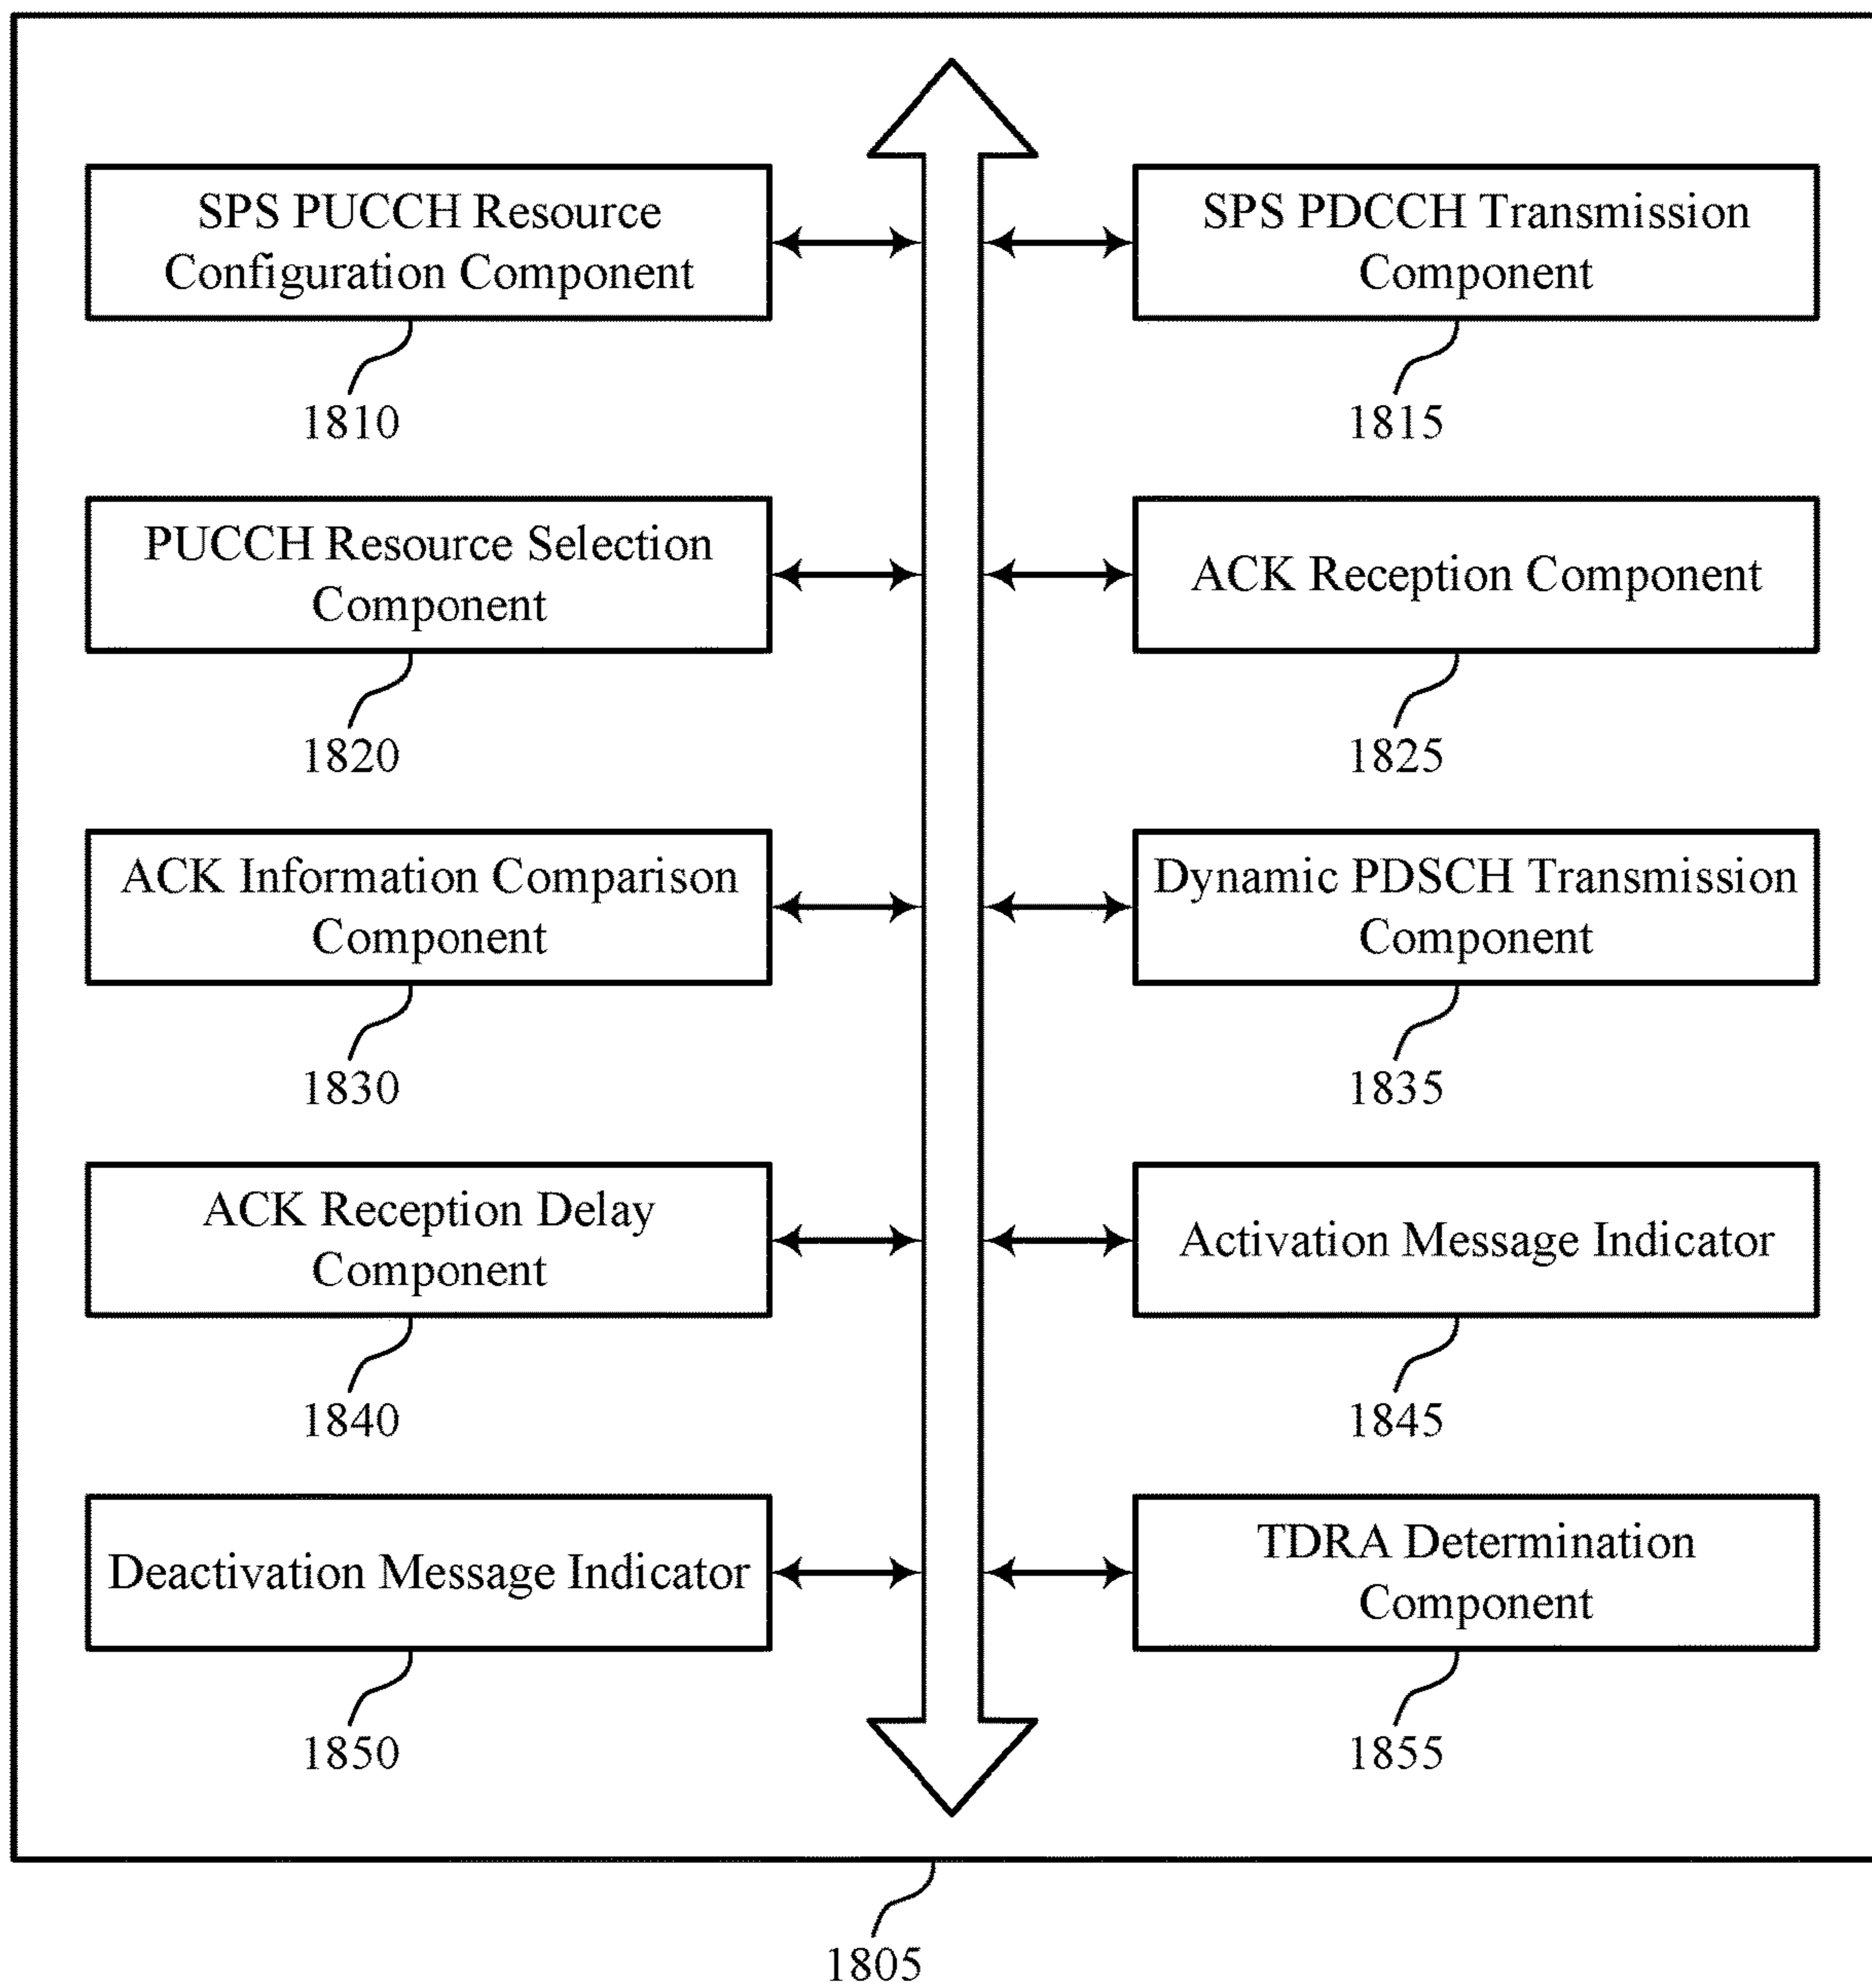 SPS PUCCH Resource
Configuration Component
1810
SPS PDCCH Transmission
Component
1815
PUCCH Resource Selection
Component
1820
ACK Reception Component
1825
ACK Information Comparison
Component
1830
Dynamic PDSCH Transmission
Component
1835
ACK Reception Delay
Component
1840
Activation Message Indicator
1845
Deactivation Message Indicator
1850
TDRA Determination
Component
1855
1805